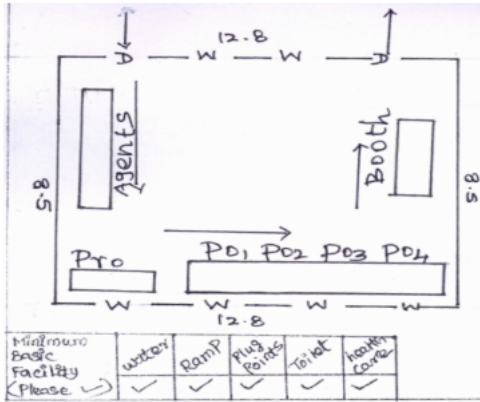 12.8
A W W A
Agents
Booth
8.5
8.5
Pro
PO1 PO2 PO3 PO4
W W W W
12.8
Minimum Basic Facility (Please ✓)
water
Ramp
Plug Points
Toilet
health care
✓ ✓ ✓ ✓ ✓